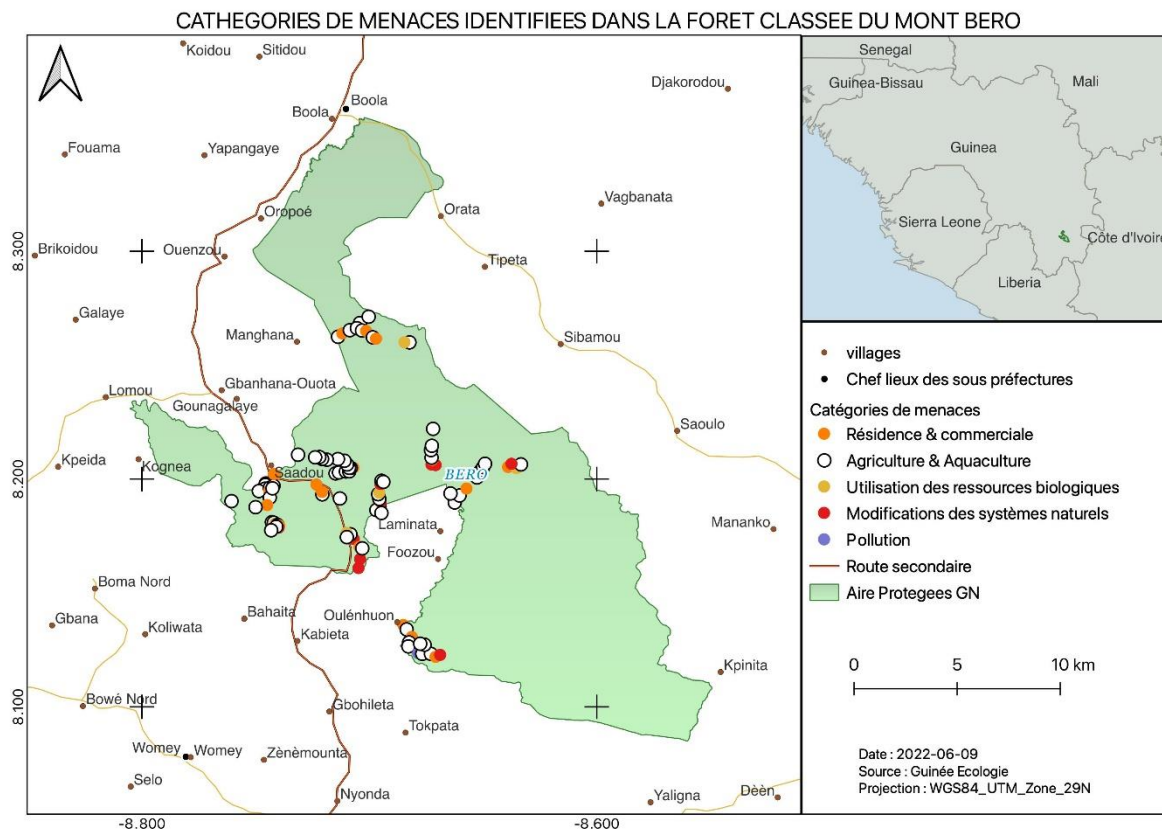 CATHEGORIES DE MENACES IDENTIFIEES DANS LA FORET CLASSEE DU MONT BERO
Koidou
Sitidou
Djakorodou
Boola
Boola
Fouama
Yapangaye
Vagbanata
Oropoé
Orata
Brikoidou
Ouenzou
Tipeta
Galaye
Manghana
Sibamou
Lomou
Gbanhana-Ouota
Gounagalaye
Saoulo
Kpeida
Kognea
Saadou
BERO
Laminata
Mananko
Foozou
Boma Nord
Gbana
Koliwata
Bahaita
Oulénhuon
Kabieta
Kpinita
Bowé Nord
Gbohileta
Tokpata
Womey
Womey
Zènèmounta
Selo
Nyonda
Yaligna
Dèèn
8.300
8.200
8.100
-8.800
-8.600
Senegal
Mali
Guinea-Bissau
Guinea
Sierra Leone
Côte d'Ivoire
Liberia
villages
Chef lieux des sous préfectures
Catégories de menaces
Résidence & commerciale
Agriculture & Aquaculture
Utilisation des ressources biologiques
Modifications des systèmes naturels
Pollution
Route secondaire
Aire Protegees GN
0 5 10 km
Date : 2022-06-09
Source : Guinée Ecologie
Projection : WGS84_UTM_Zone_29N